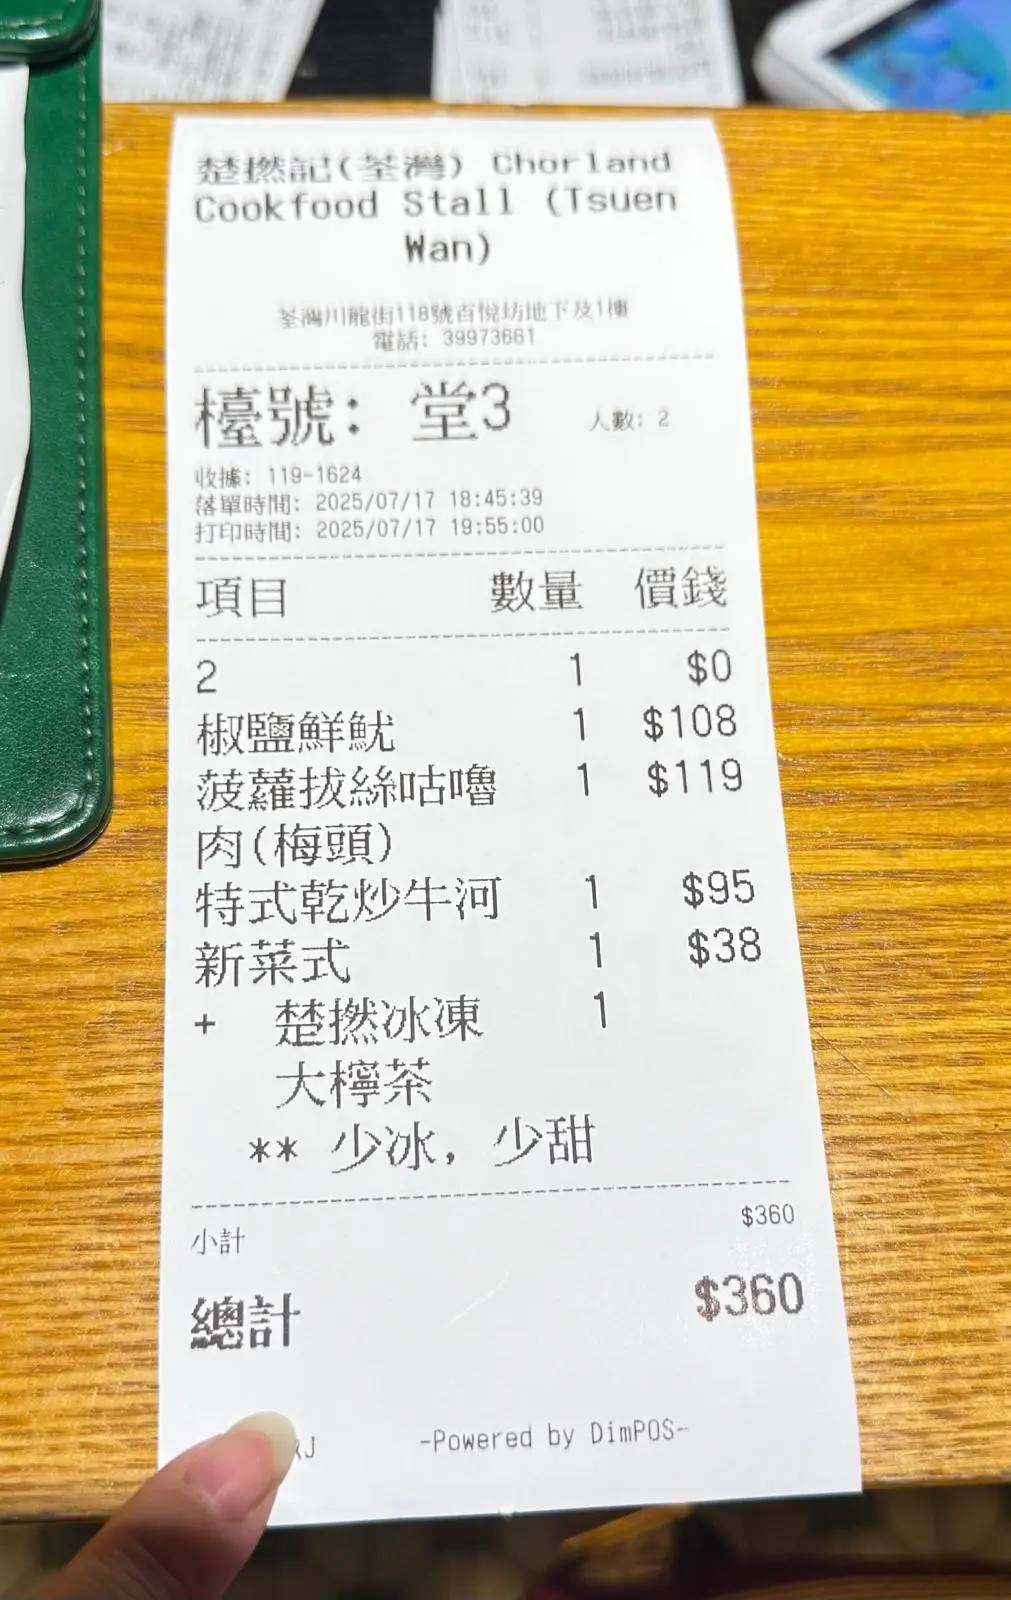 楚撚記(荃灣) Chorland
Cookfood Stall (Tsuen
Wan)
荃灣川龍街118號百悅坊地下及1樓
電話: 39973661
檯號: 堂3 人數: 2
收據: 119-1624
落單時間: 2025/07/17 18:45:39
打印時間: 2025/07/17 19:55:00
項目 數量 價錢
2 1 $0
椒鹽鮮魷 1 $108
菠蘿拔絲咕嚕 1 $119
肉(梅頭)
特式乾炒牛河 1 $95
新菜式 1 $38
+ 楚撚冰凍 1
大檸茶
** 少冰, 少甜
小計 $360
總計 $360
-Powered by DimPOS-